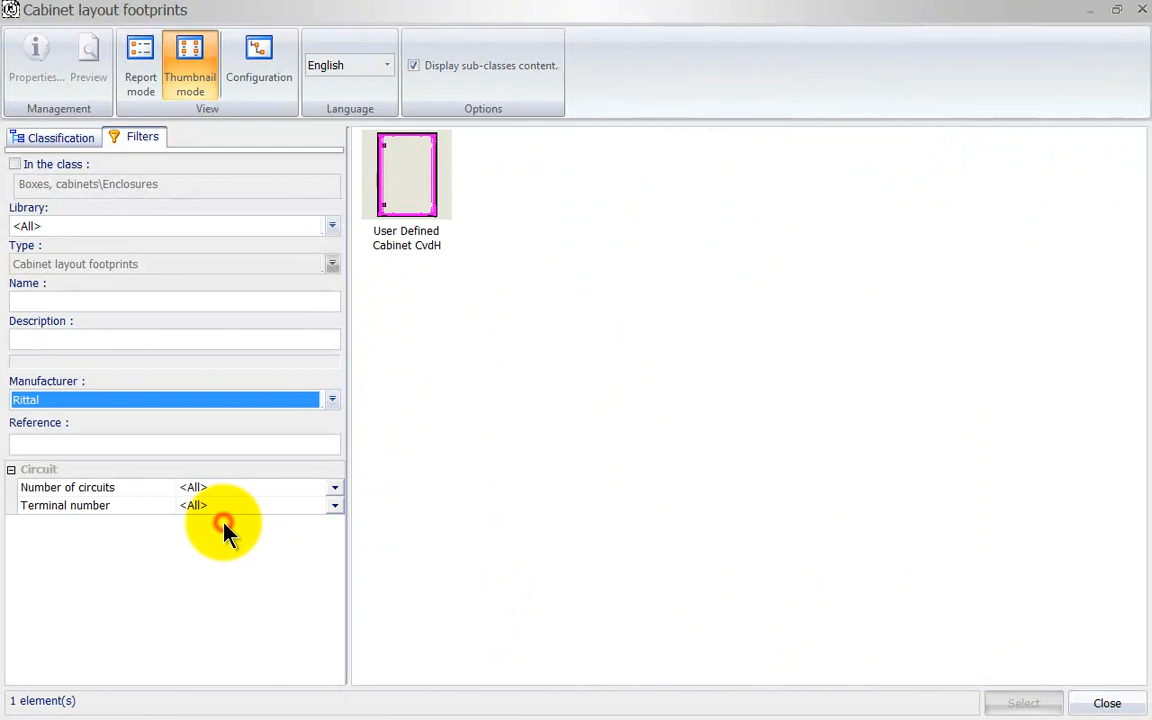 Cabinet layout footprints
Properties... Preview
Report mode
Thumbnail mode
Configuration
English
Display sub-classes content.
Management
View
Language
Options
Classification
Filters
In the class :
Boxes, cabinets\Enclosures
Library:
<All>
Type :
Cabinet layout footprints
Name :
Description :
Manufacturer :
Rittal
Reference :
Circuit
Number of circuits <All>
Terminal number <All>
User Defined
Cabinet CvdH
1 element(s)
Select
Close